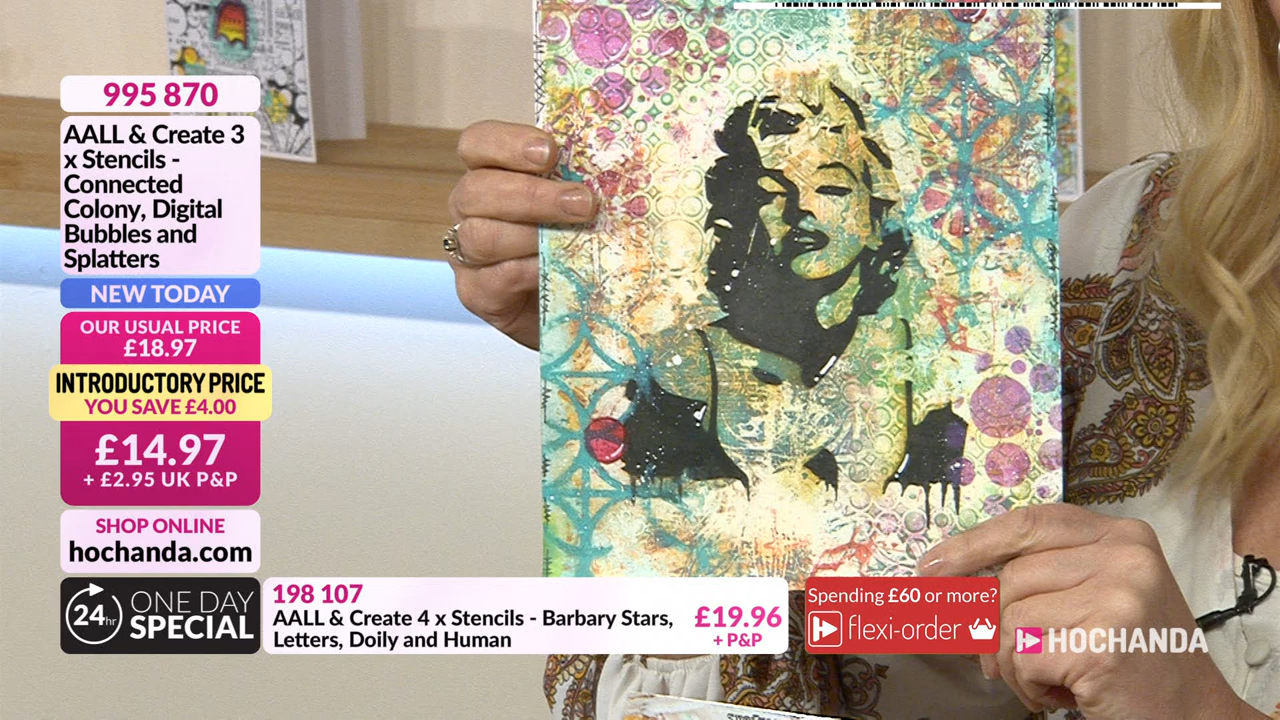 995 870
AALL & Create 3
x Stencils -
Connected
Colony, Digital
Bubbles and
Splatters
NEW TODAY
OUR USUAL PRICE
£18.97
INTRODUCTORY PRICE
YOU SAVE £4.00
£14.97
+ £2.95 UK P&P
SHOP ONLINE
hochanda.com
24hr
ONE DAY
SPECIAL
198 107
AALL & Create 4 x Stencils - Barbary Stars,
Letters, Doily and Human
£19.96
+ P&P
Spending £60 or more?
flexi-order
HOCHANDA